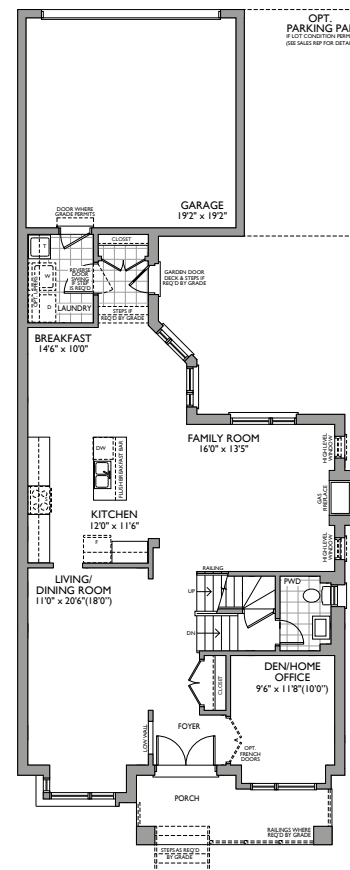 OPT.
PARKING PA
IF LOT CONDITION PERM
(SEE SALES REP FOR DETA
GARAGE
19'2" x 19'2"
DOOR WHERE
GRADE PERMITS
CLOSET
T
W
D
OPT. UPPERS
REVERSE
DOOR
SWING IF
STEP
IS REQ'D
LAUNDRY
GARDEN DOOR
DECK & STEPS IF
REQ'D BY GRADE
STEPS IF
REQ'D BY GRADE
BREAKFAST
14'6" x 10'0"
FAMILY ROOM
16'0" x 13'5"
HIGH LEVEL
WINDOW
DW
FLUSH BREAKFAST BAR
GAS
FIREPLACE
KITCHEN
12'0" x 11'6"
F
HIGH LEVEL
WINDOW
LIVING/
DINING ROOM
11'0" x 20'6"(18'0")
RAILING
UP
DN
PWD
DEN/HOME
OFFICE
9'6" x 11'8"(10'0")
CLOSET
FOYER
LOW WALL
OPT.
FRENCH
DOORS
PORCH
RAILINGS WHERE
REQ'D BY GRADE
STEPS AS REQ'D
BY GRADE